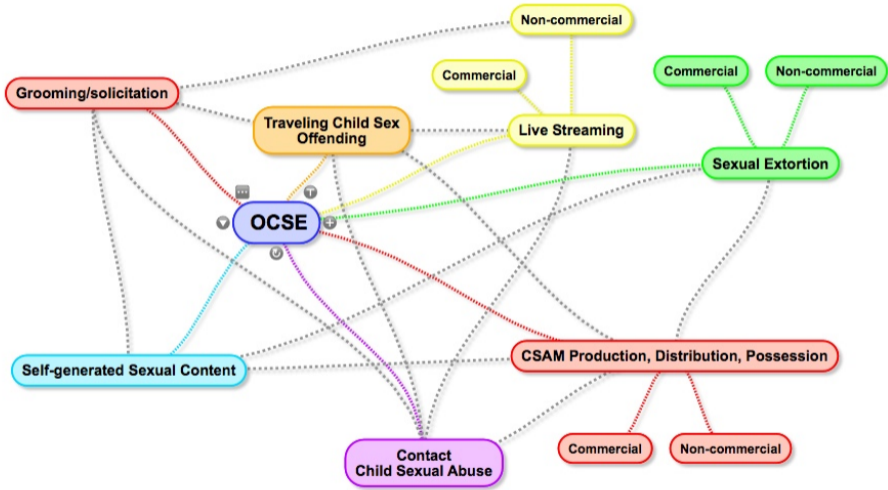 Non-commercial
Commercial
Commercial
Non-commercial
Grooming/solicitation
Traveling Child Sex
Offending
Live Streaming
Sexual Extortion
OCSE
Self-generated Sexual Content
CSAM Production, Distribution, Possession
Commercial
Non-commercial
Contact
Child Sexual Abuse